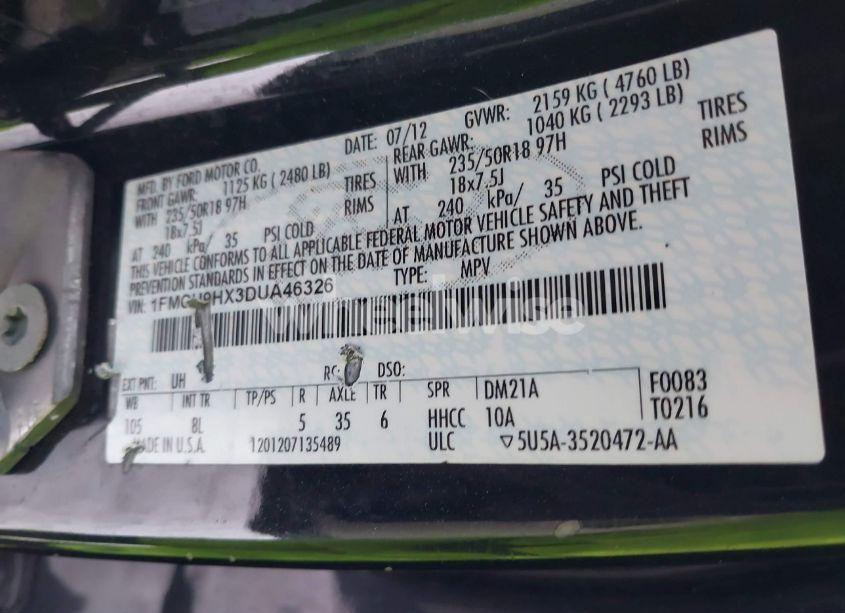 MFD. BY FORD MOTOR CO.
DATE: 07/12
GVWR: 2159 KG ( 4760 LB)
FRONT GAWR: 1125 KG ( 2480 LB)
REAR GAWR: 1040 KG ( 2293 LB)
WITH 235/50R18 97H TIRES
WITH 235/50R18 97H TIRES
18x7.5J RIMS
18x7.5J RIMS
AT 240 kPa/ 35 PSI COLD
AT 240 kPa/ 35 PSI COLD
THIS VEHICLE CONFORMS TO ALL APPLICABLE FEDERAL MOTOR VEHICLE SAFETY AND THEFT
PREVENTION STANDARDS IN EFFECT ON THE DATE OF MANUFACTURE SHOWN ABOVE.
VIN: TYPE: MPV
wheelwise
EXT PNT: UH DSO:
WB INT TR TP/PS R AXLE TR SPR DM21A F0083
105 8L 5 35 6 HHCC 10A T0216
MADE IN U.S.A. 1201207135489 ULC ▽5U5A-3520472-AA